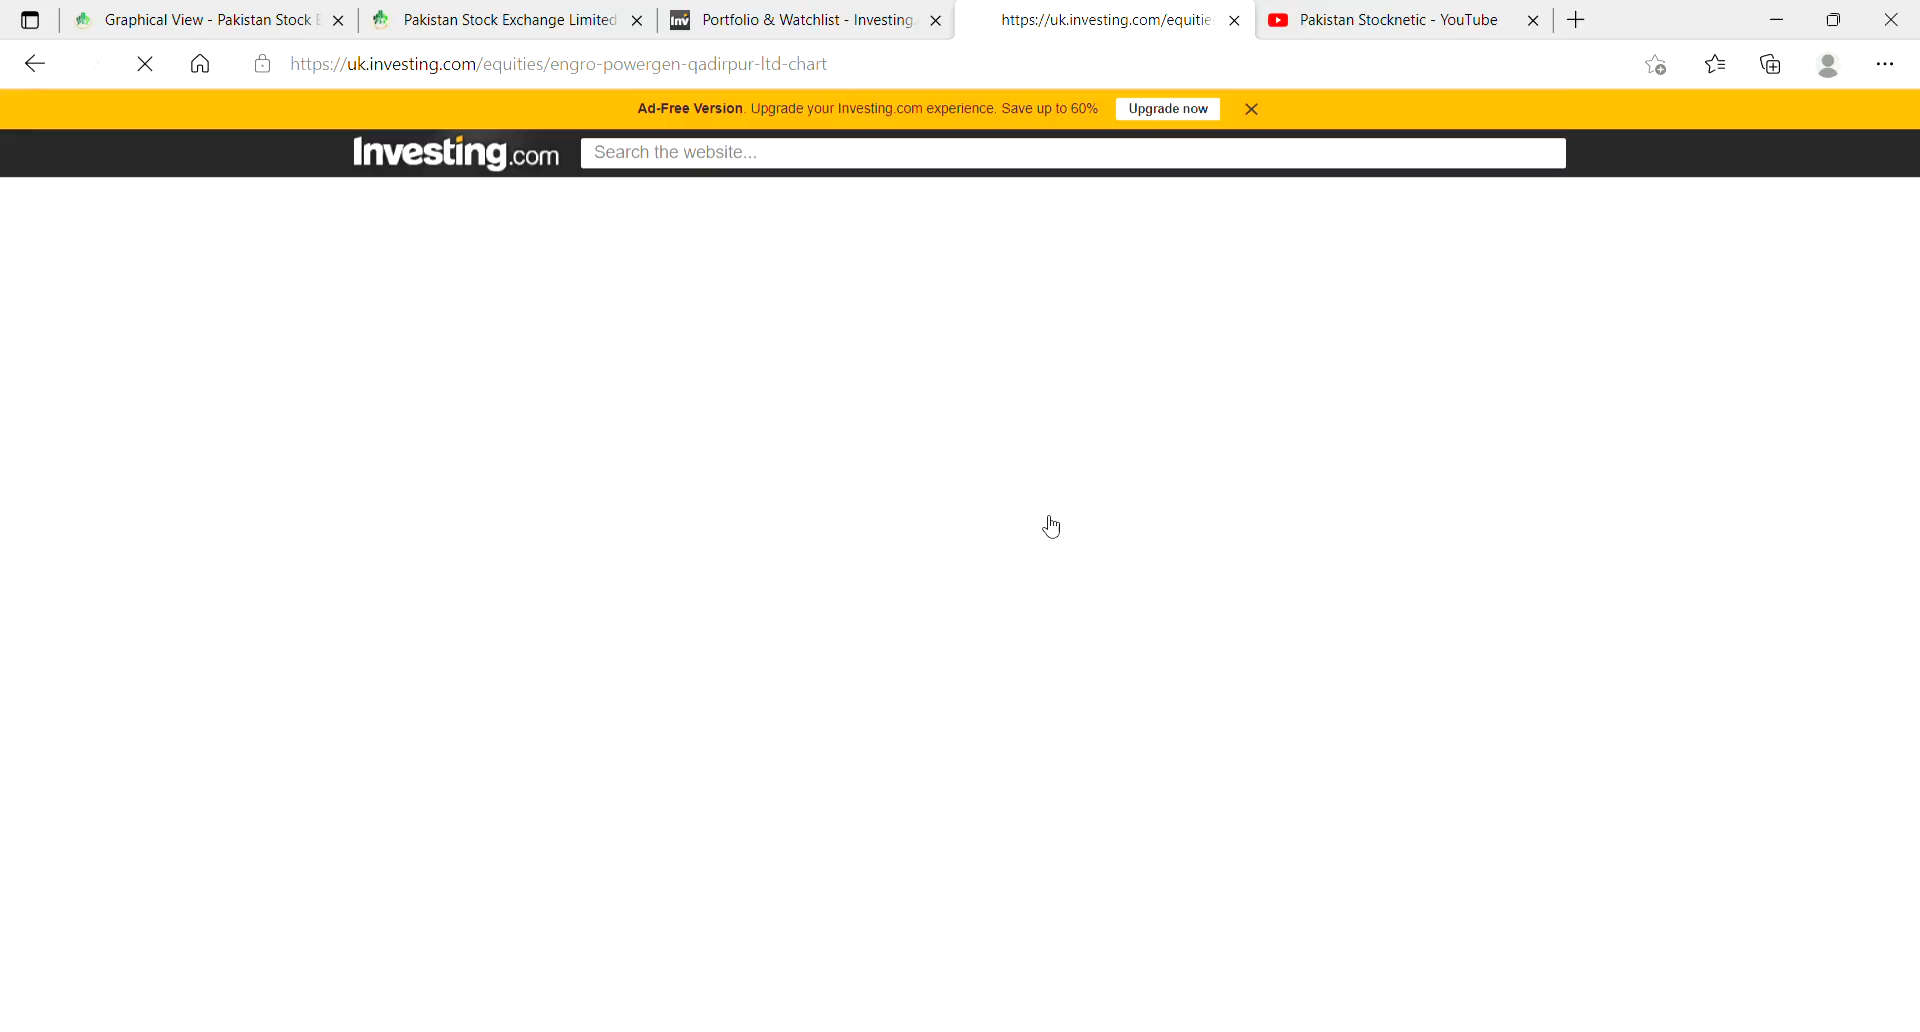 Graphical View - Pakistan Stock E
Pakistan Stock Exchange Limited
Inv Portfolio & Watchlist - Investing.
https://uk.investing.com/equities
Pakistan Stocknetic - YouTube
https://uk.investing.com/equities/engro-powergen-qadirpur-ltd-chart
Ad-Free Version. Upgrade your Investing.com experience. Save up to 60%
Upgrade now
Investing.com
Search the website...